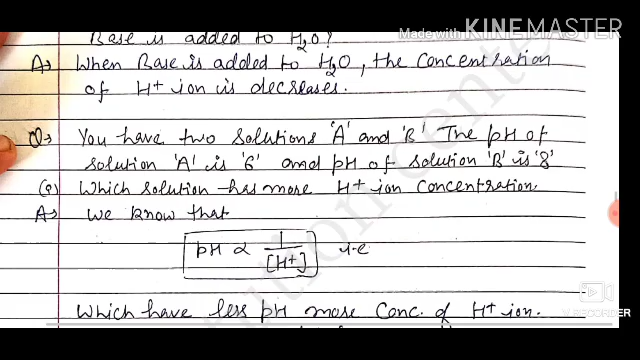 Made with KINEMASTER
Base is added to H₂O?
A→ When Base is added to H₂O, the Concentration
of H+ ion is decreases.
Q→ You have two solutions 'A' and 'B' The pH of
solution 'A' is '6' and pH of solution 'B' is '8'
(a) Which solution has more H+ ion Concentration.
A→ We know that
pH ∝ 1/[H+] i.e
Which have less pH more Conc. of H+ ion.